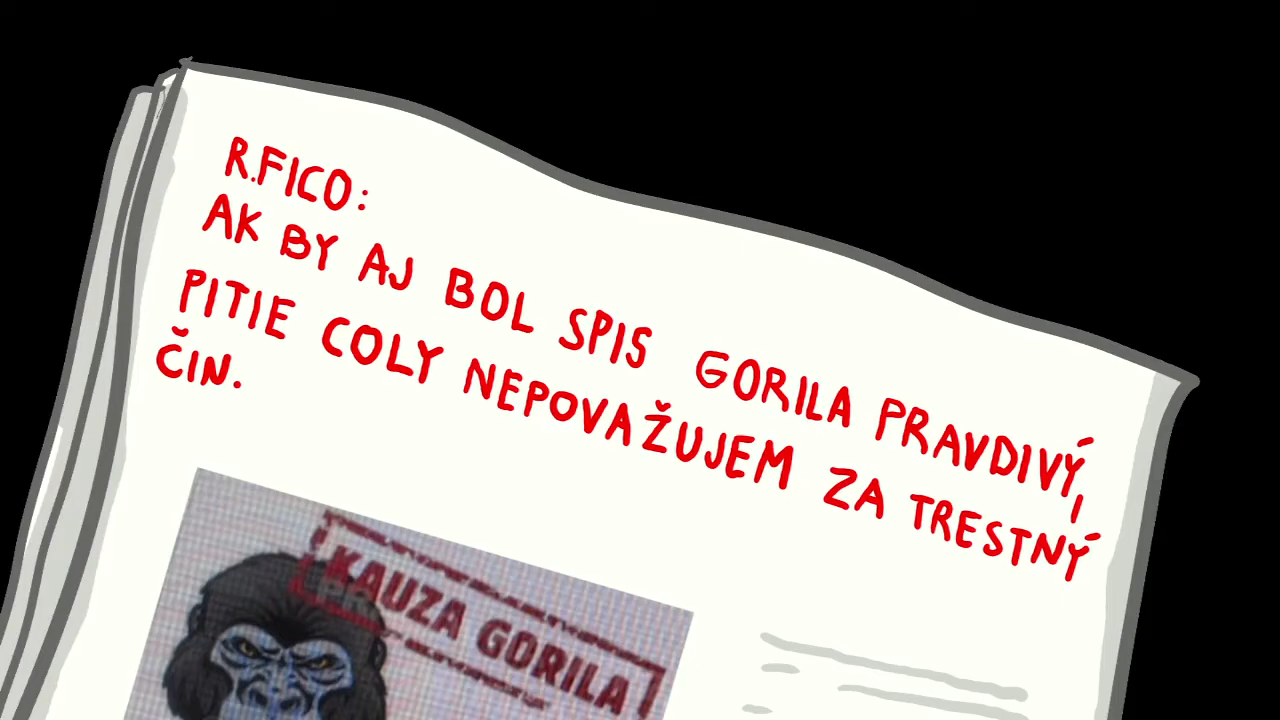 R.FICO:
AK BY AJ BOL SPIS GORILA PRAVDIVÝ,
PITIE COLY NEPOVAŽUJEM ZA TRESTNÝ
ČIN.
KAUZA GORILA